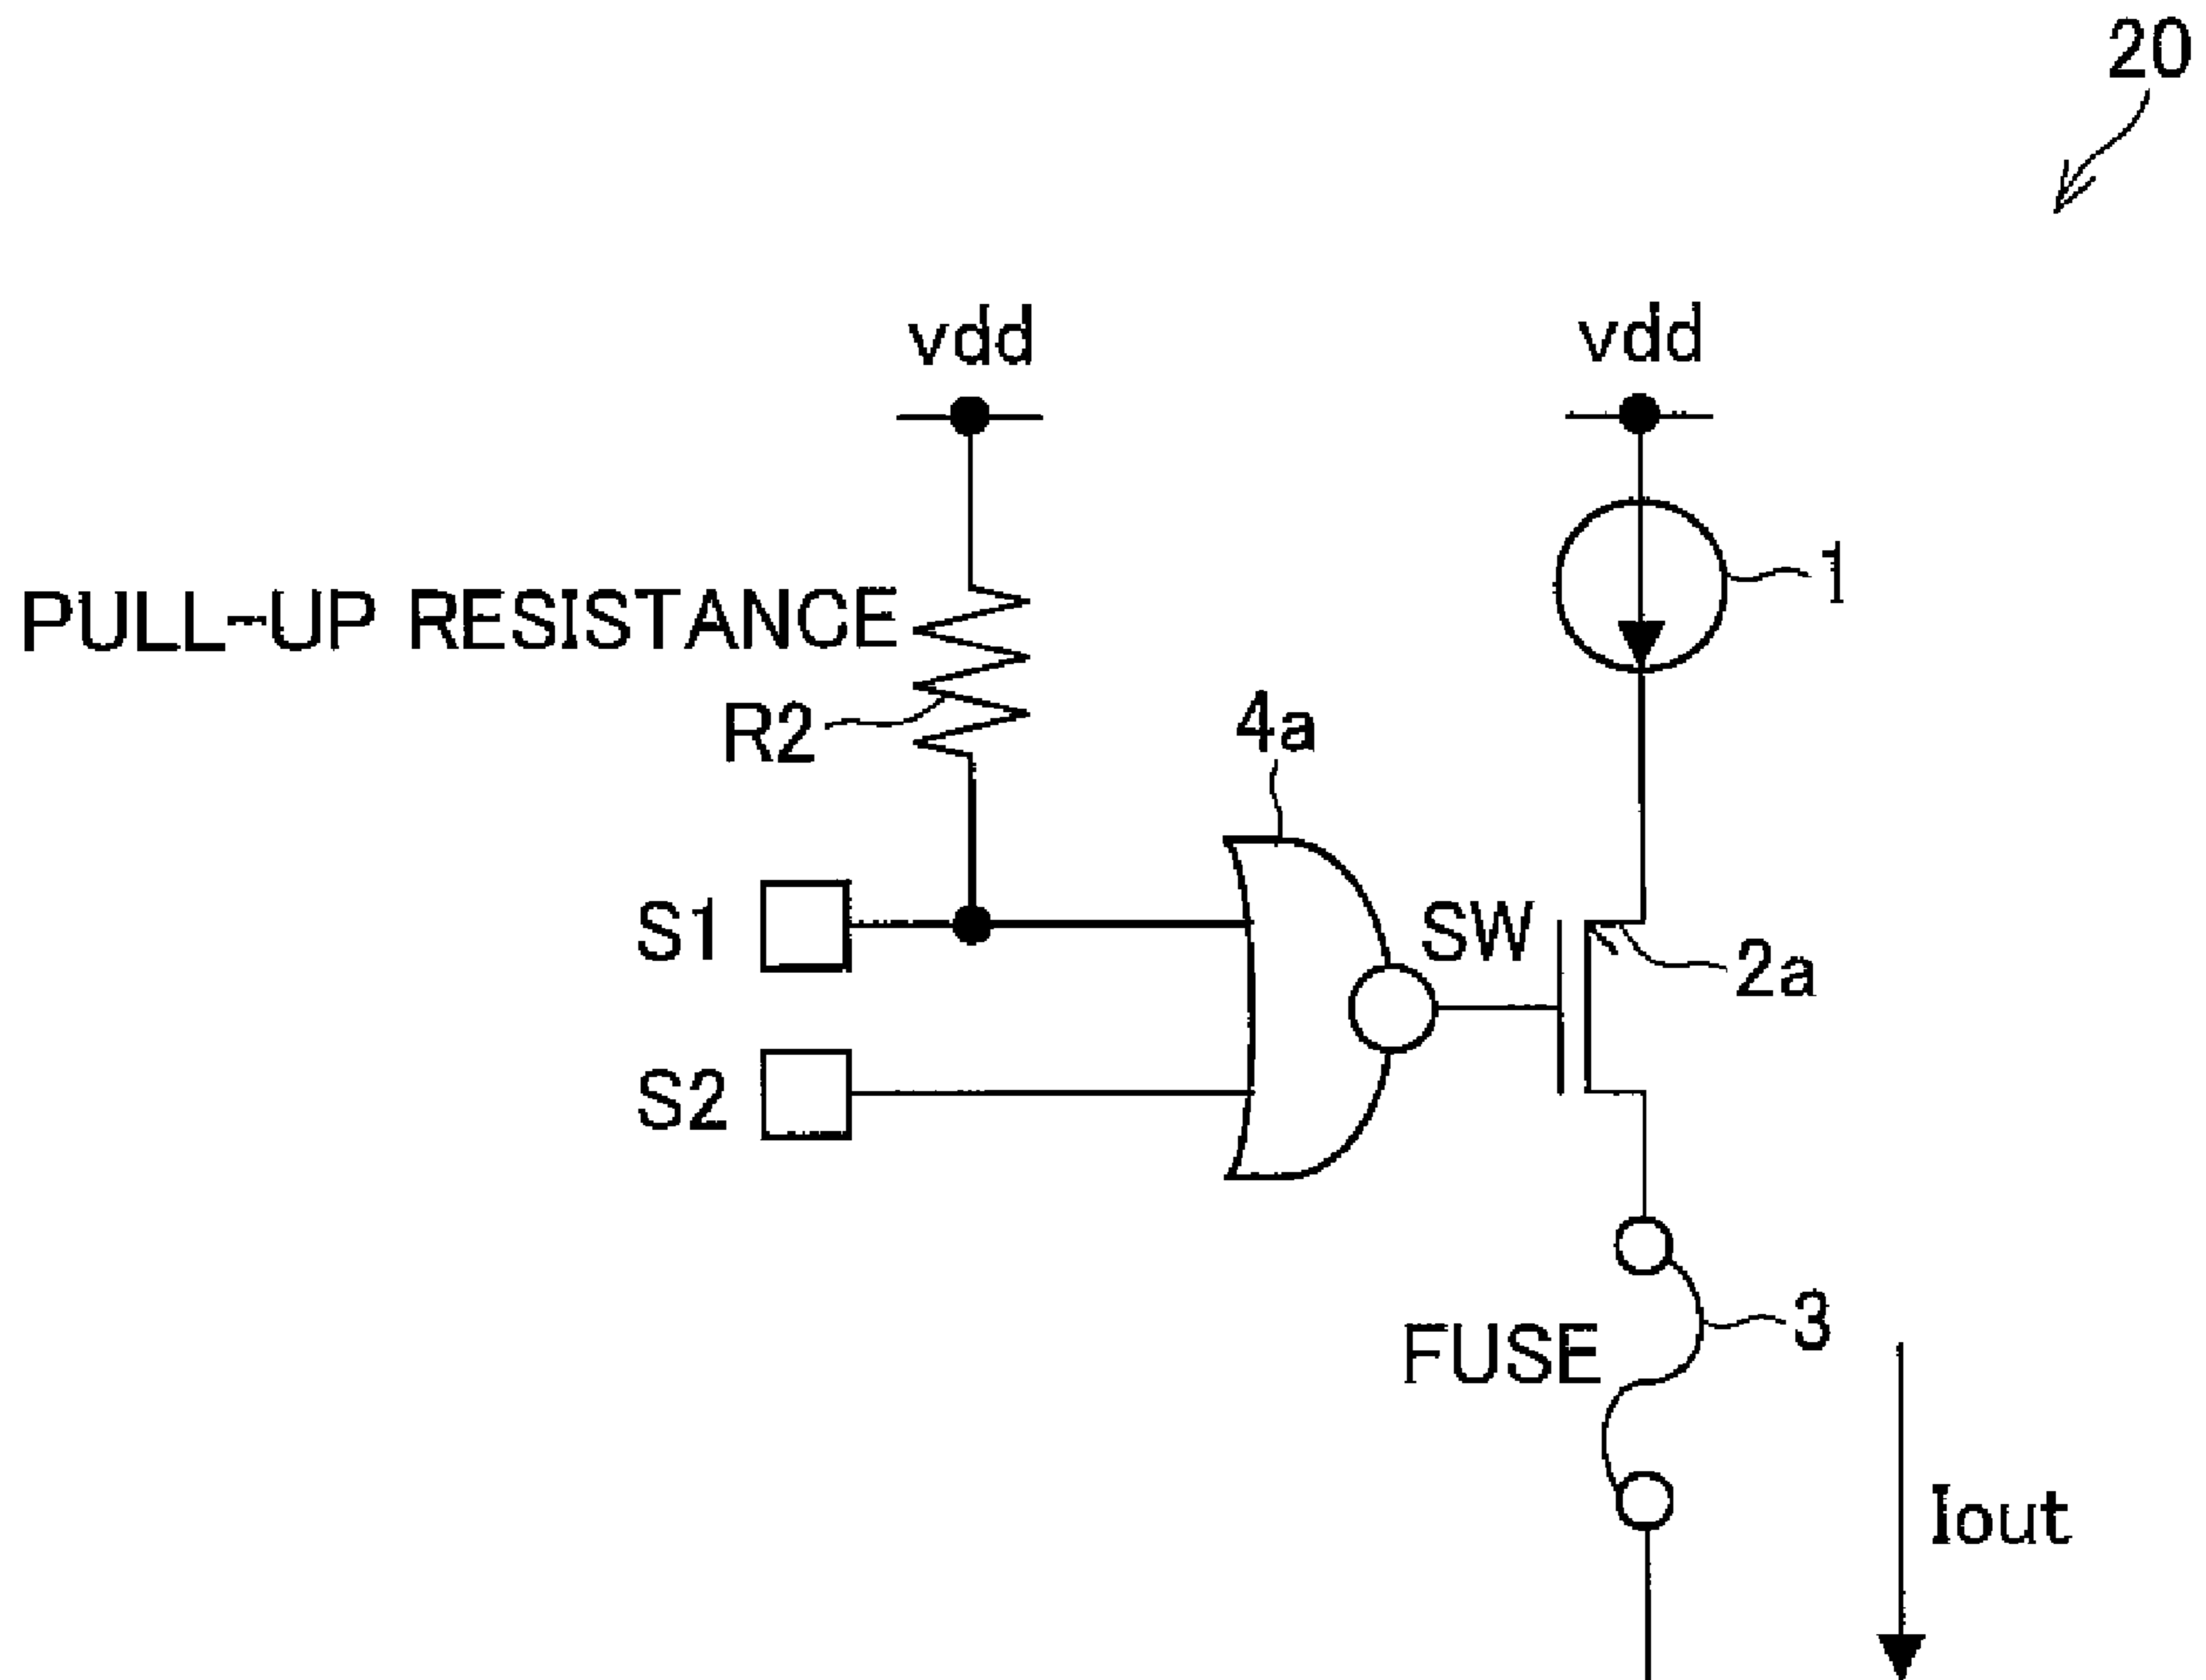 20
vdd
vdd
PULL-UP RESISTANCE
1
R2
4a
S1
SW
2a
S2
FUSE
3
Iout